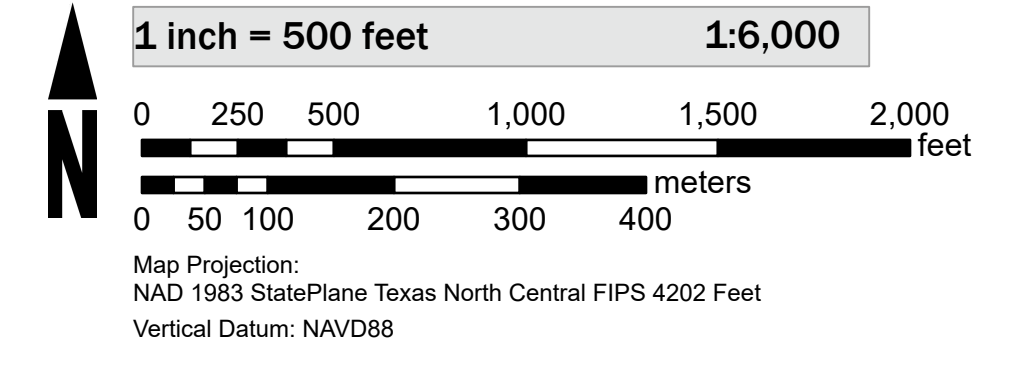 N
1 inch = 500 feet 1:6,000
0 250 500 1,000 1,500 2,000
feet
meters
0 50 100 200 300 400
Map Projection:
NAD 1983 StatePlane Texas North Central FIPS 4202 Feet
Vertical Datum: NAVD88